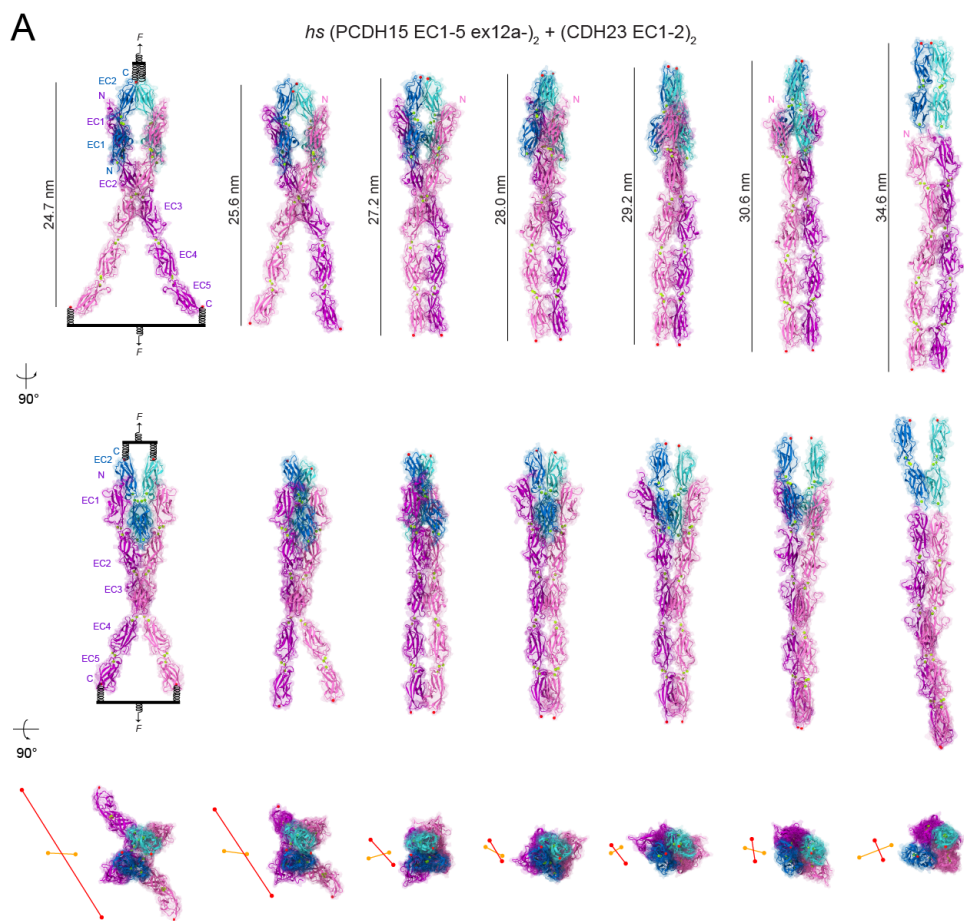 A
hs (PCDH15 EC1-5 ex12a-)₂ + (CDH23 EC1-2)₂
F
C
EC2
N
EC1
EC1
N
EC2
EC3
EC4
EC5
C
F
24.7 nm
25.6 nm
N
27.2 nm
N
28.0 nm
N
29.2 nm
30.6 nm
N
34.6 nm
N
90°
F
C
EC2
N
EC1
EC2
EC3
EC4
EC5
C
F
90°